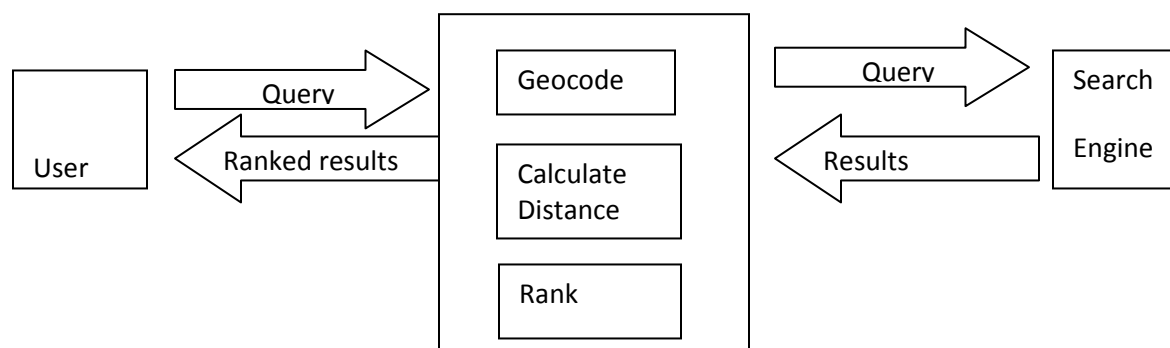 User
Query
Ranked results
Geocode
Calculate
Distance
Rank
Query
Results
Search
Engine